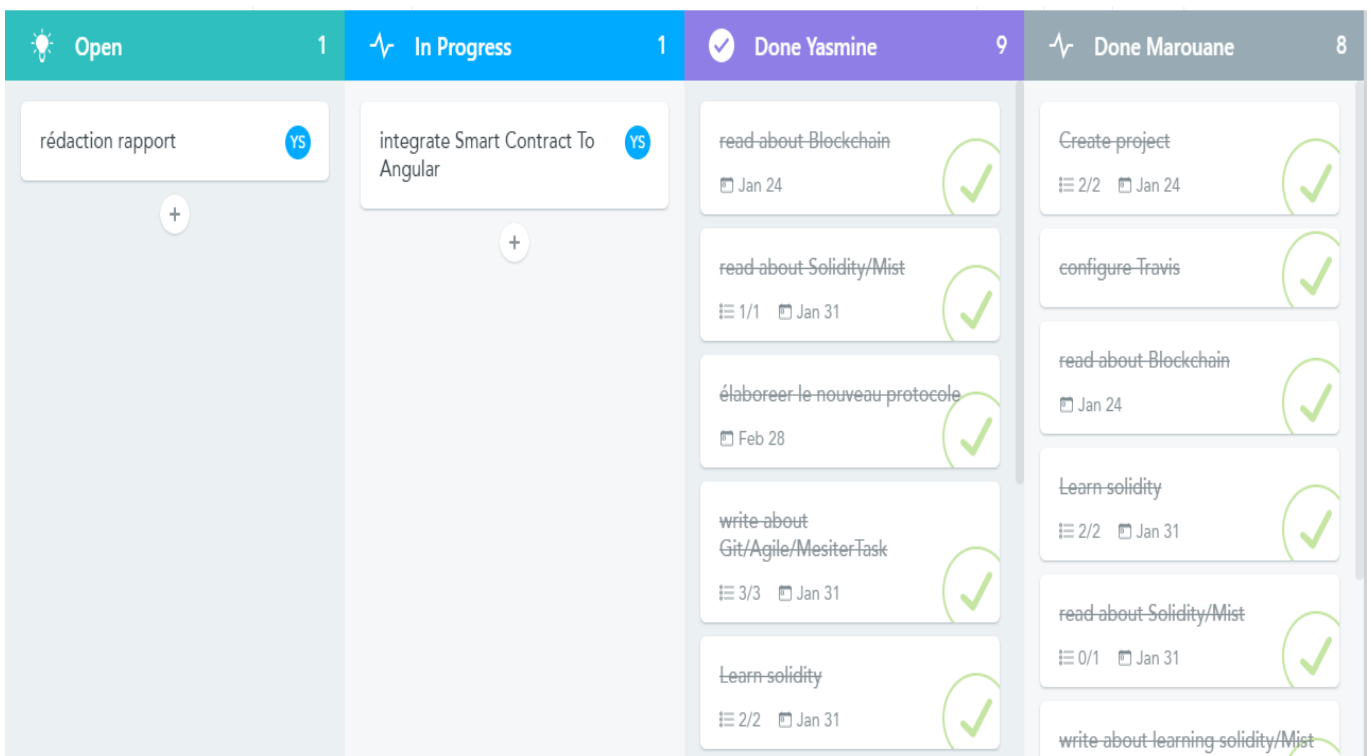 Open 1
rédaction rapport YS
+
In Progress 1
integrate Smart Contract To YS
Angular
+
Done Yasmine 9
read about Blockchain
Jan 24
read about Solidity/Mist
1/1 Jan 31
élaboreer le nouveau protocole
Feb 28
write about
Git/Agile/MesiterTask
3/3 Jan 31
Learn solidity
2/2 Jan 31
Done Marouane 8
Create project
2/2 Jan 24
configure Travis
read about Blockchain
Jan 24
Learn solidity
2/2 Jan 31
read about Solidity/Mist
0/1 Jan 31
write about learning solidity/Mist